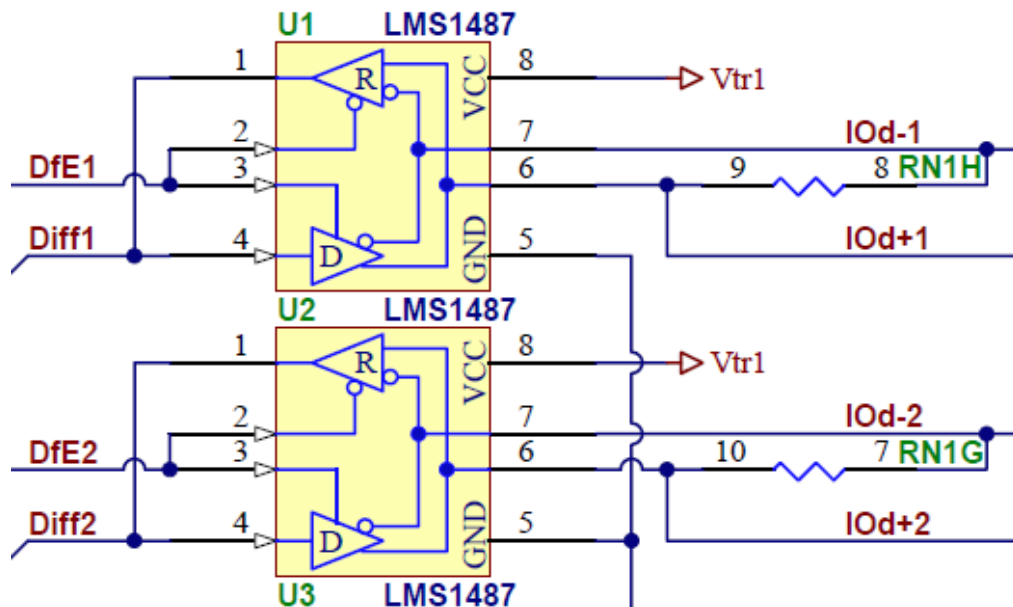 U1 LMS1487
1 R VCC 8 Vtr1
2 7 IOd-1
DfE1 3 6 9 8 RN1H
Diff1 4 D GND 5 IOd+1
U2 LMS1487
1 R VCC 8 Vtr1
2 7 IOd-2
DfE2 3 6 10 7 RN1G
Diff2 4 D GND 5 IOd+2
U3 LMS1487